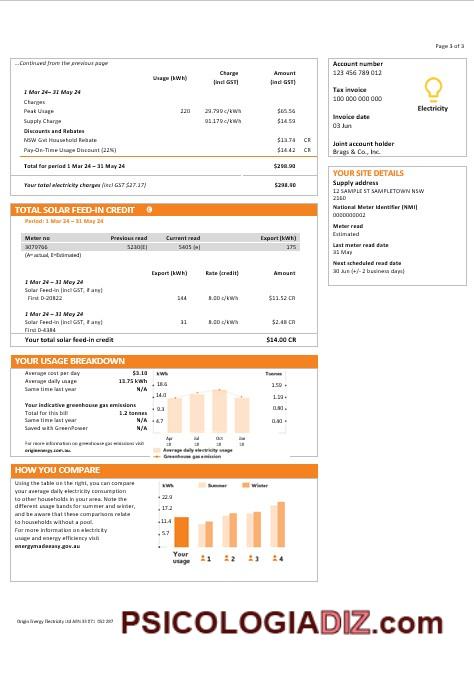 Page 3 of 3
...Continued from the previous page
Usage (kWh) Charge (incl GST) Amount (incl GST)
1 Mar 24– 31 May 24
Charges
Peak Usage 220 29.799 c/kWh $65.56
Supply Charge 91.179 c/kWh $14.59
Discounts and Rebates
NSW Gvt Household Rebate $13.74 CR
Pay-On-Time Usage Discount (22%) $14.42 CR
Total for period 1 Mar 24 – 31 May 24 $298.90
Your total electricity charges (incl GST $27.17) $298.90
Account number
123 456 789 012
Tax invoice
100 000 000 000
Electricity
Invoice date
03 Jun
Joint account holder
Brags & Co., Inc.
YOUR SITE DETAILS
Supply address
12 SAMPLE ST SAMPLETOWN NSW
2160
National Meter Identifier (NMI)
0000000002
Meter read
Estimated
Last meter read date
31 May
Next scheduled read date
30 Jun (+/- 2 business days)
TOTAL SOLAR FEED-IN CREDIT
Period: 1 Mar 24 – 31 May 24
Meter no Previous read Current read Export (kWh)
3079766 5230(E) 5405 (e) 175
(A= actual, E=Estimated)
Export (kWh) Rate (credit) Amount
1 Mar 24– 31 May 24
Solar Feed-in (incl GST, if any)
First 0-20822 144 8.00 c/kWh $11.52 CR
1 Mar 24– 31 May 24
Solar Feed-in (incl GST, if any) 31 8.00 c/kWh $2.48 CR
First 0-4384
Your total solar feed-in credit $14.00 CR
YOUR USAGE BREAKDOWN
Average cost per day $3.10
Average daily usage 13.75 kWh
Same time last year N/A
Your indicative greenhouse gas emissions
Total for this bill 1.2 tonnes
Same time last year N/A
Saved with GreenPower N/A
For more information on greenhouse gas emissions visit
originenergy.com.au.
kWh Tonnes
18.6 1.59
14.0 1.19
9.3 0.80
4.7 0.40
Apr Jul Oct Jan
18 18 18 18
Average daily electricity usage
Greenhouse gas emission
HOW YOU COMPARE
Using the table on the right, you can compare
your average daily electricity consumption
to other households in your area. Note the
different usage bands for summer and winter,
and be aware that these comparisons relate
to households without a pool.
For more information on electricity
usage and energy efficiency visit
energymadeeasy.gov.au
kWh Summer Winter
22.9
17.2
11.4
5.7
Your usage 1 2 3 4
PSICOLOGIADIZ.com